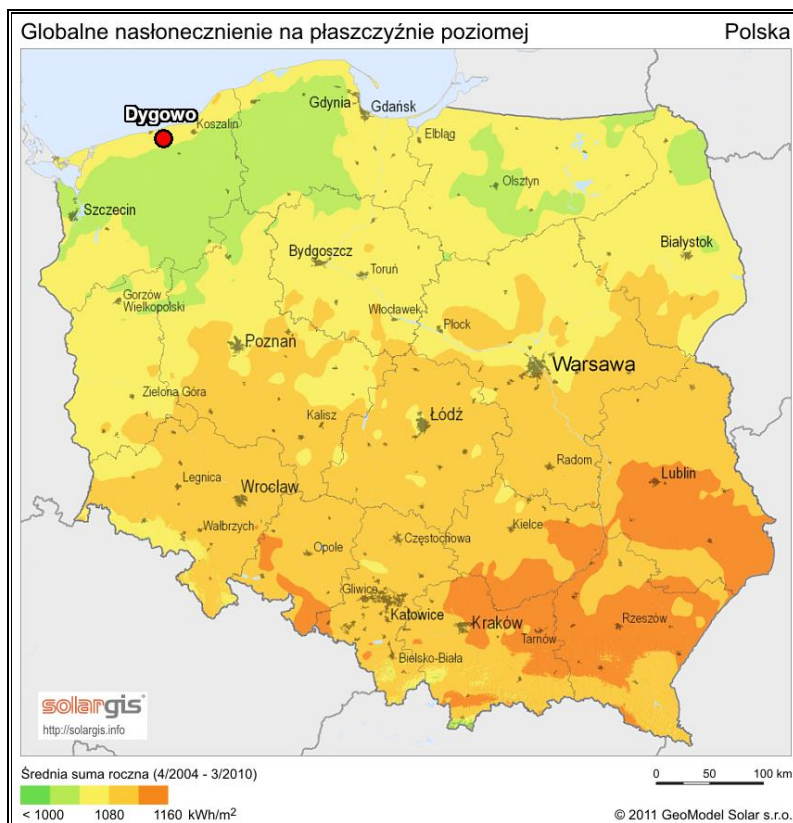 Globalne nasłonecznienie na płaszczyźnie poziomej Polska
Dygowo
Koszalin
Gdynia
Gdańsk
Elbląg
Olsztyn
Szczecin
Białystok
Bydgoszcz
Toruń
Gorzów
Wielkopolski
Włocławek
Płock
Poznań
Warsawa
Zielona Góra
Kalisz
Łódź
Radom
Lublin
Legnica
Wrocław
Wałbrzych
Opole
Częstochowa
Kielce
Gliwice
Katowice
Kraków
Tarnów
Rzeszów
Bielsko-Biała
solargis
http://solargis.info
Średnia suma roczna (4/2004 - 3/2010)
0 50 100 km
< 1000 1080 1160 kWh/m²
© 2011 GeoModel Solar s.r.o.